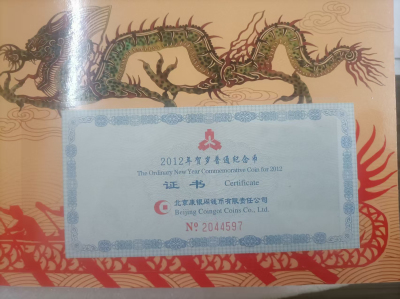 2012年贺岁普通纪念币
The Ordinary New Year Commemorative Coin for 2012
证书 Certificate
北京康银阁钱币有限责任公司
Beijing Coinget Coins Co., Ltd.
№ 2044597